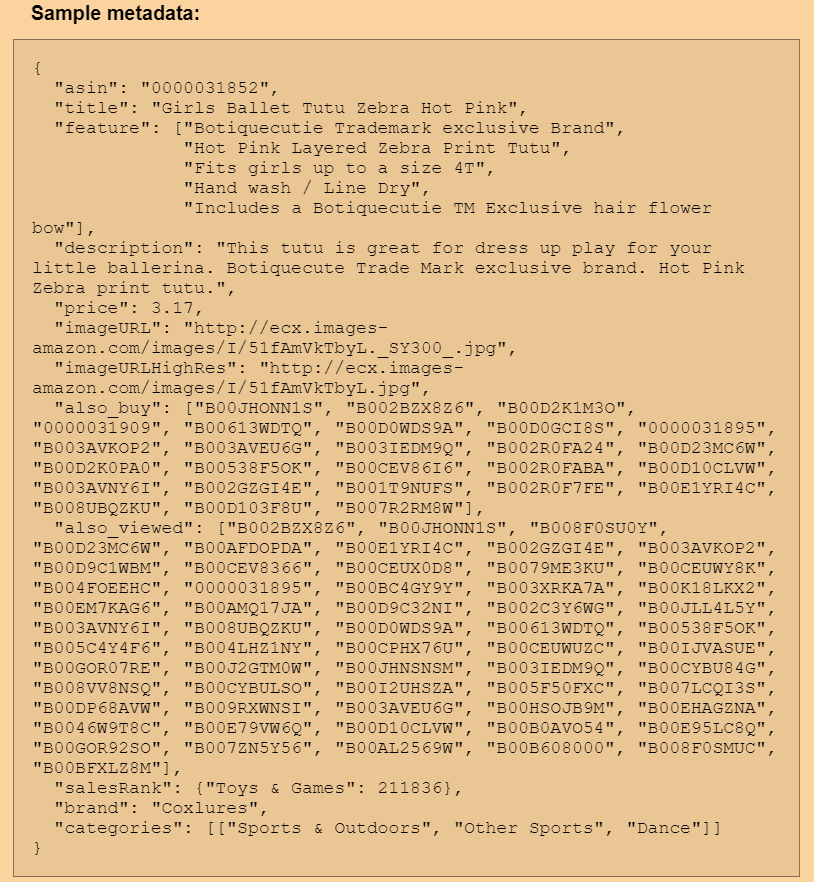 Sample metadata:
{
"asin": "0000031852",
"title": "Girls Ballet Tutu Zebra Hot Pink",
"feature": ["Botiquecutie Trademark exclusive Brand",
"Hot Pink Layered Zebra Print Tutu",
"Fits girls up to a size 4T",
"Hand wash / Line Dry",
"Includes a Botiquecutie TM Exclusive hair flower
bow"],
"description": "This tutu is great for dress up play for your
little ballerina. Botiquecute Trade Mark exclusive brand. Hot Pink
Zebra print tutu.",
"price": 3.17,
"imageURL": "http://ecx.images-
amazon.com/images/I/51fAmVkTbyL._SY300_.jpg",
"imageURLHighRes": "http://ecx.images-
amazon.com/images/I/51fAmVkTbyL.jpg",
"also_buy": ["B00JHONN1S", "B002BZX8Z6", "B00D2K1M3O",
"0000031909", "B00613WDTQ", "B00D0WDS9A", "B00D0GCI8S", "0000031895",
"B003AVKOP2", "B003AVEU6G", "B003IEDM9Q", "B002R0FA24", "B00D23MC6W",
"B00D2K0PA0", "B00538F5OK", "B00CEV86I6", "B002R0FABA", "B00D10CLVW",
"B003AVNY6I", "B002GZGI4E", "B001T9NUFS", "B002R0F7FE", "B00E1YRI4C",
"B008UBQZKU", "B00D103F8U", "B007R2RM8W"],
"also_viewed": ["B002BZX8Z6", "B00JHONN1S", "B008F0SU0Y",
"B00D23MC6W", "B00AFDOPDA", "B00E1YRI4C", "B002GZGI4E", "B003AVKOP2",
"B00D9C1WBM", "B00CEV8366", "B00CEUX0D8", "B0079ME3KU", "B00CEUWY8K",
"B004FOEEHC", "0000031895", "B00BC4GY9Y", "B003XRKA7A", "B00K18LKX2",
"B00EM7KAG6", "B00AMQ17JA", "B00D9C32NI", "B002C3Y6WG", "B00JLL4L5Y",
"B003AVNY6I", "B008UBQZKU", "B00D0WDS9A", "B00613WDTQ", "B00538F5OK",
"B005C4Y4F6", "B004LHZ1NY", "B00CPHX76U", "B00CEUWUZC", "B00IJVASUE",
"B00GOR07RE", "B00J2GTM0W", "B00JHNSNSM", "B003IEDM9Q", "B00CYBU84G",
"B008VV8NSQ", "B00CYBULSO", "B00I2UHSZA", "B005F50FXC", "B007LCQI3S",
"B00DP68AVW", "B009RXWNSI", "B003AVEU6G", "B00HSOJB9M", "B00EHAGZNA",
"B0046W9T8C", "B00E79VW6Q", "B00D10CLVW", "B00B0AVO54", "B00E95LC8Q",
"B00GOR92SO", "B007ZN5Y56", "B00AL2569W", "B00B608000", "B008F0SMUC",
"B00BFXLZ8M"],
"salesRank": {"Toys & Games": 211836},
"brand": "Coxlures",
"categories": [["Sports & Outdoors", "Other Sports", "Dance"]]
}